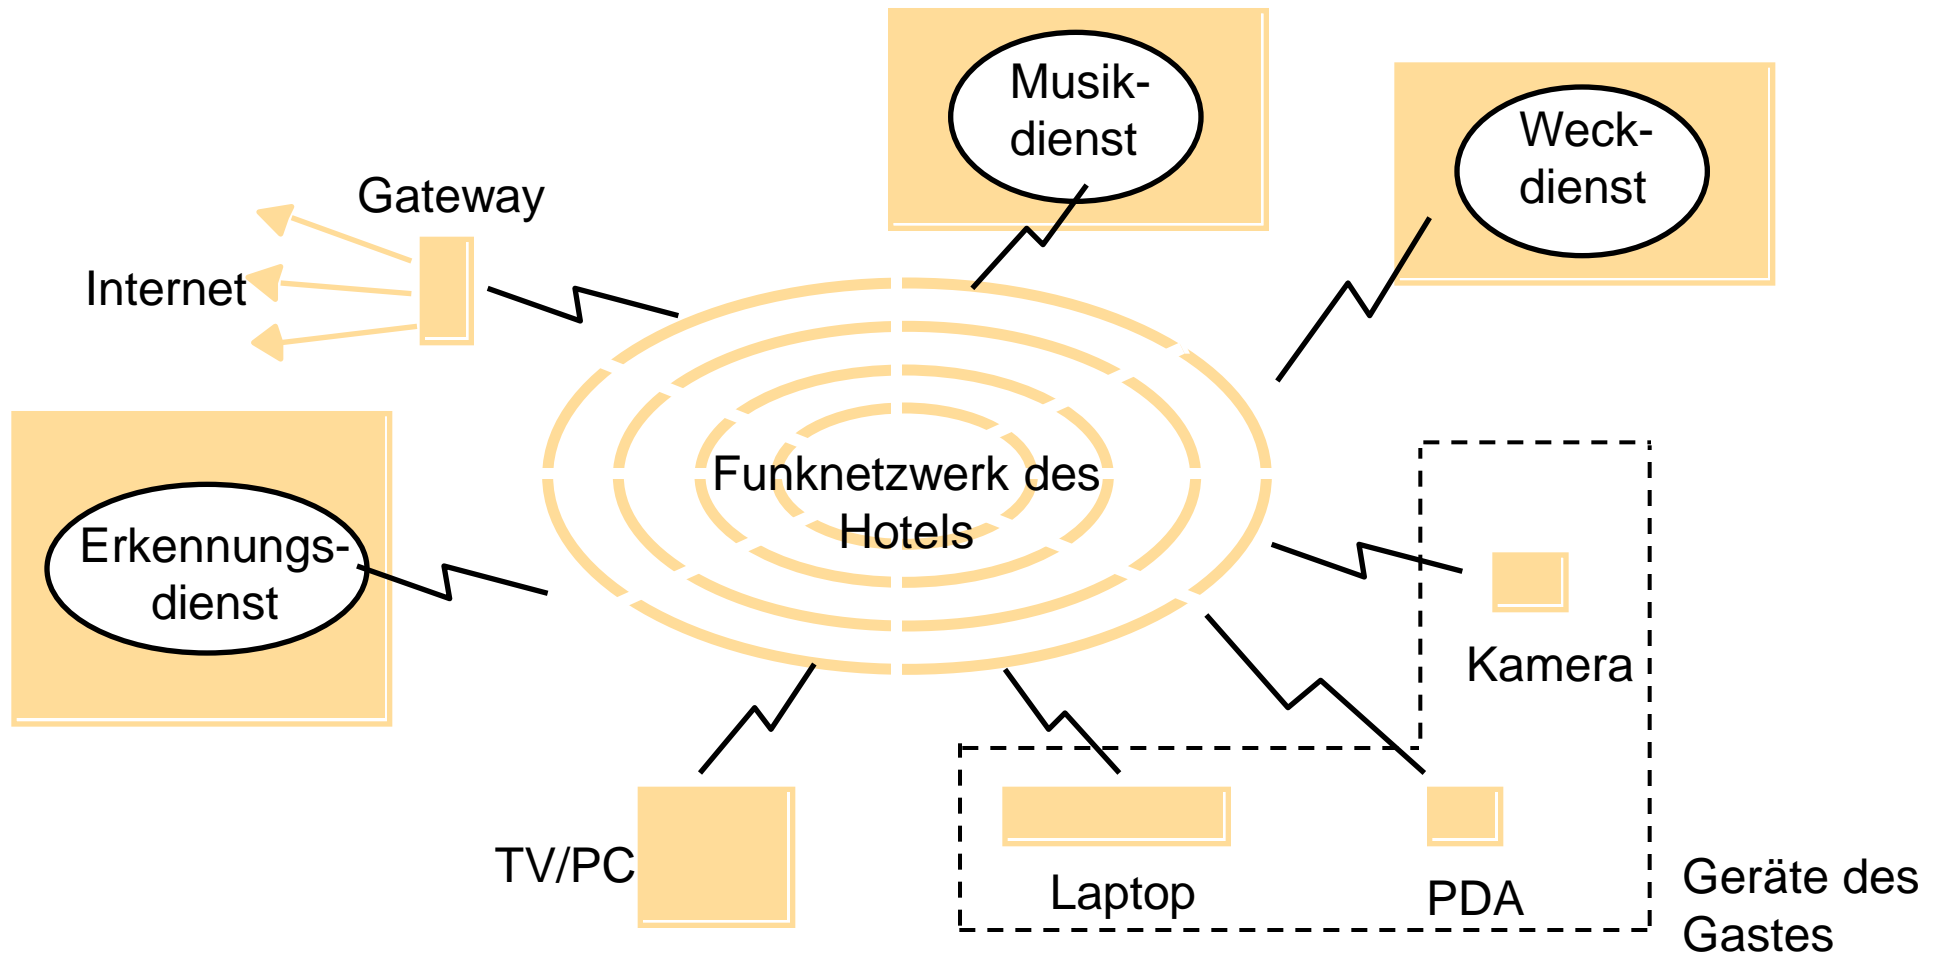 Musik-
dienst
Weck-
dienst
Gateway
Internet
Funknetzwerk des
Hotels
Erkennungs-
dienst
Kamera
TV/PC
Laptop
PDA
Geräte des
Gastes